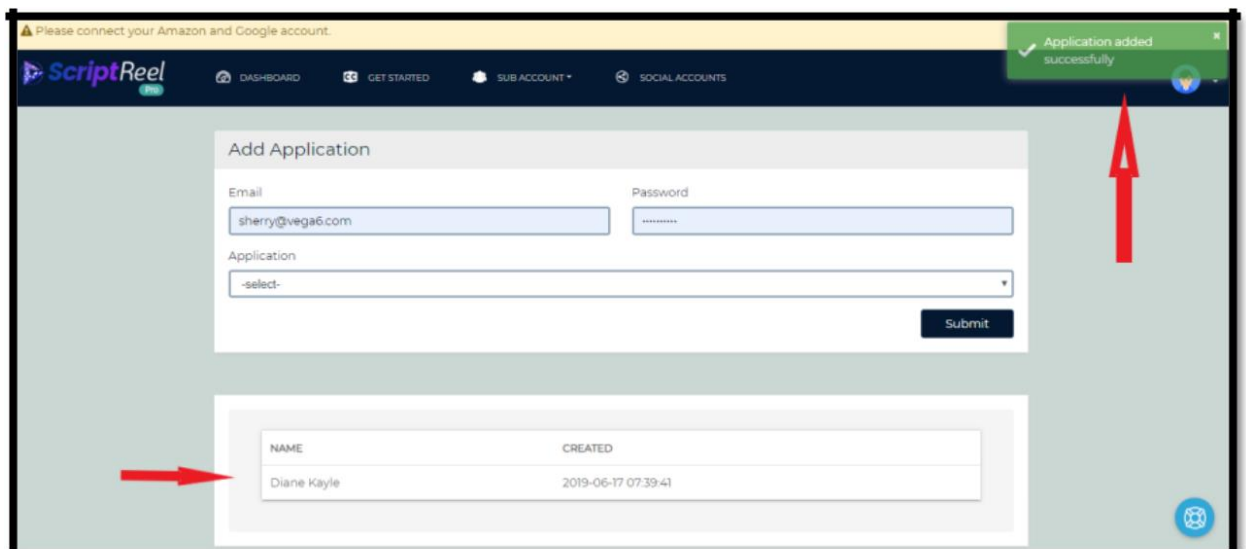 Please connect your Amazon and Google account.
Application added
successfully
ScriptReel
Pro
DASHBOARD
GET STARTED
SUB ACCOUNT
SOCIAL ACCOUNTS
Add Application
Email
Password
sherry@vega6.com
··········
Application
-select-
Submit
NAME
CREATED
Diane Kayle
2019-06-17 07:39:41